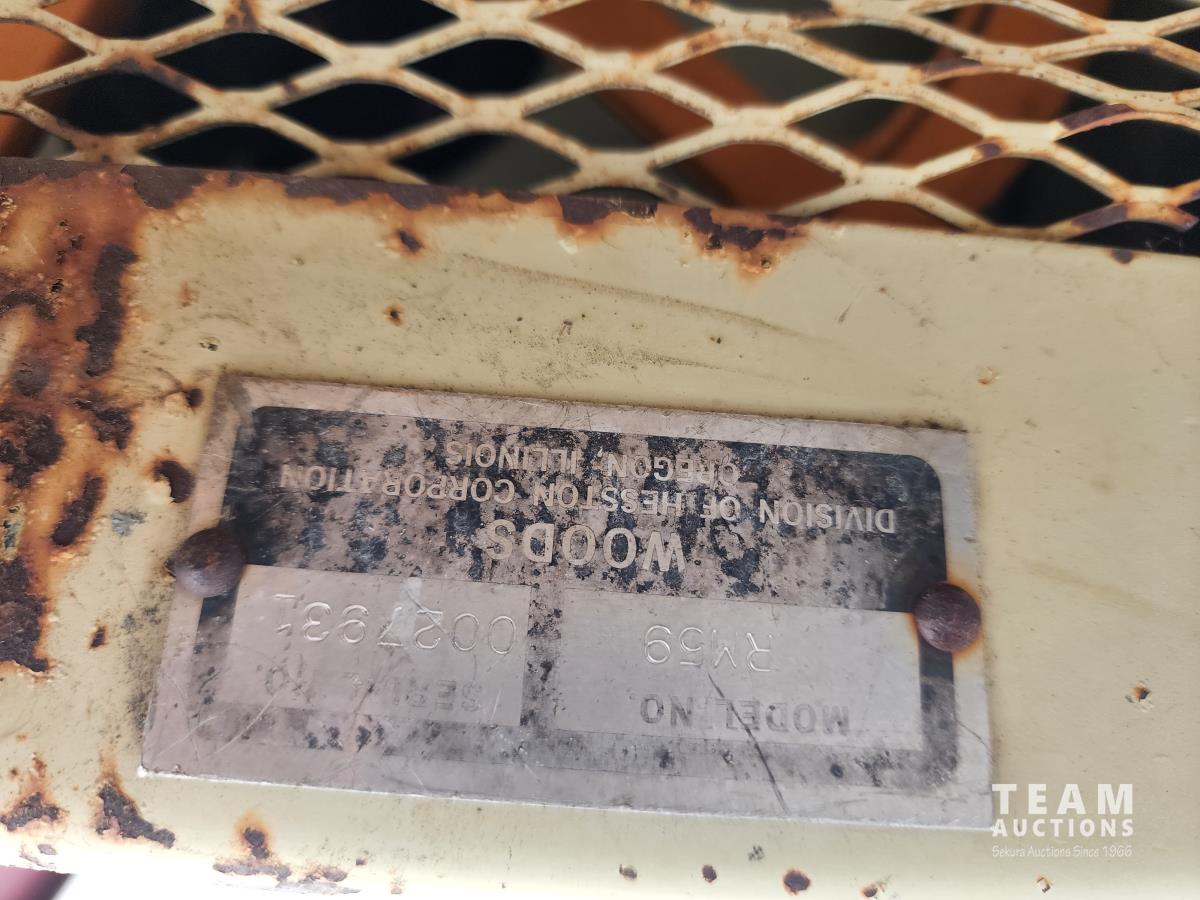 MODEL NO.
RM59
SERIAL NO
0027931
WOODS
DIVISION OF HESSTON CORPORATION
OREGON, ILLINOIS
TEAM
AUCTIONS
Sekura Auctions Since 1966